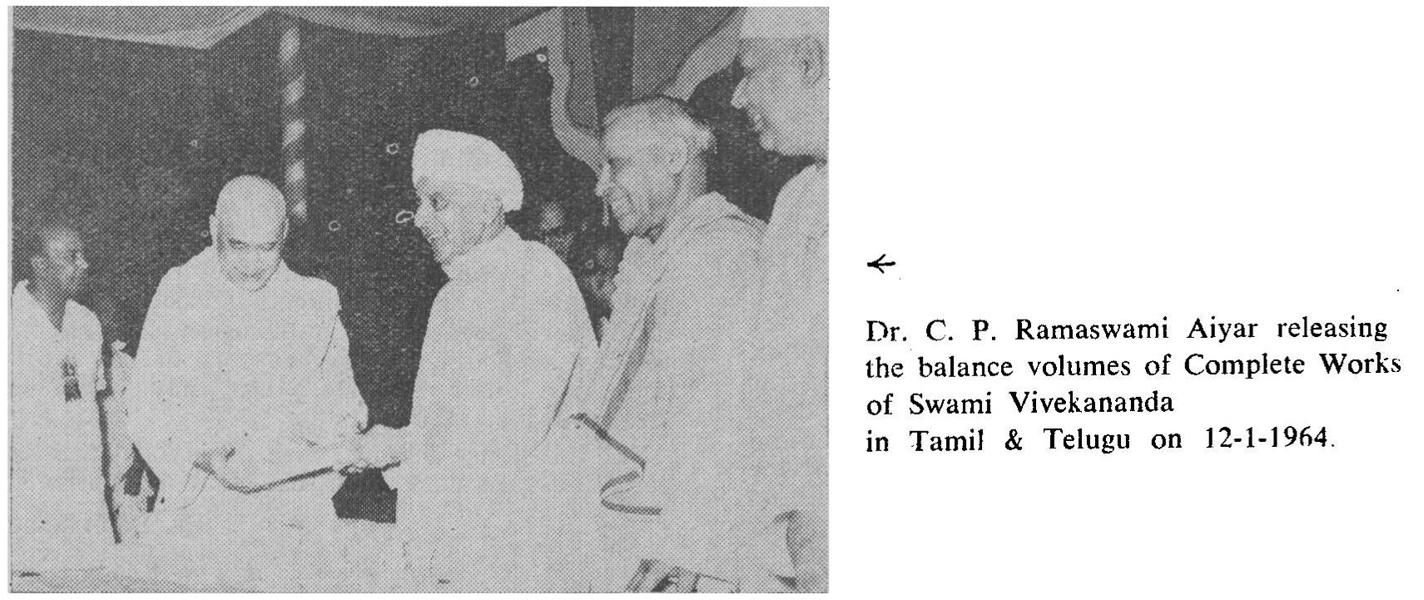 Dr. C. P. Ramaswami Aiyar releasing
the balance volumes of Complete Works
of Swami Vivekananda
in Tamil & Telugu on 12-1-1964.